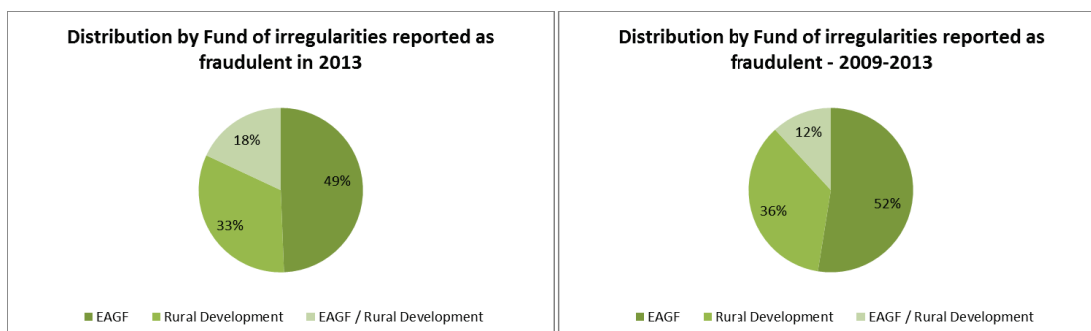 Distribution by Fund of irregularities reported as
fraudulent in 2013
18%
49%
33%
EAGF Rural Development EAGF / Rural Development
Distribution by Fund of irregularities reported as
fraudulent - 2009-2013
12%
52%
36%
EAGF Rural Development EAGF / Rural Development